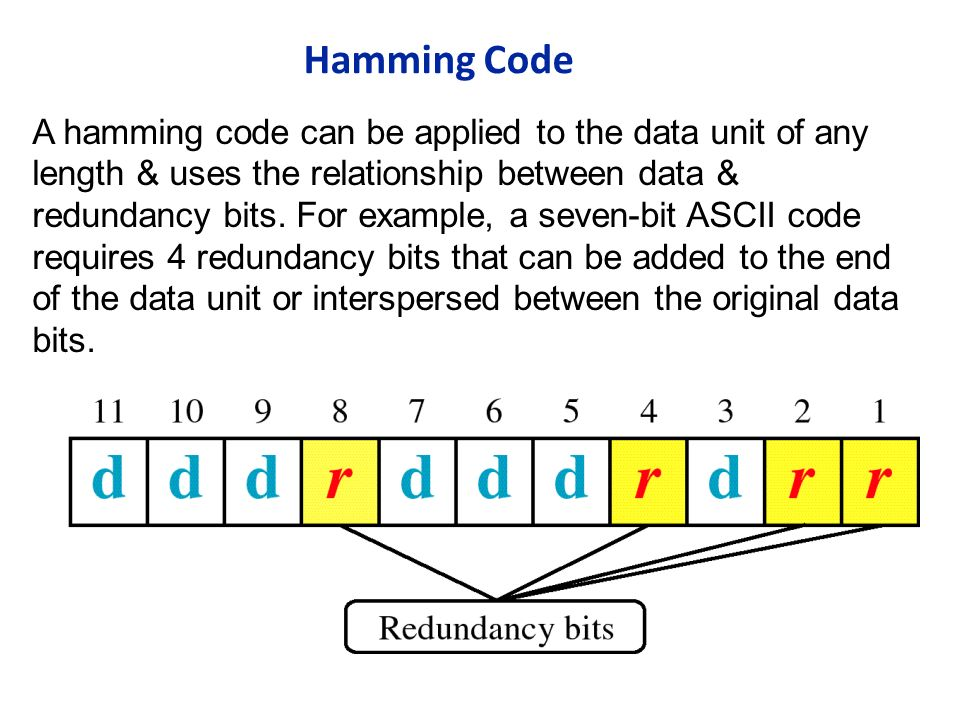 Hamming Code
A hamming code can be applied to the data unit of any
length & uses the relationship between data &
redundancy bits. For example, a seven-bit ASCII code
requires 4 redundancy bits that can be added to the end
of the data unit or interspersed between the original data
bits.
11 10 9 8 7 6 5 4 3 2 1
d d d r d d d r d r r
Redundancy bits